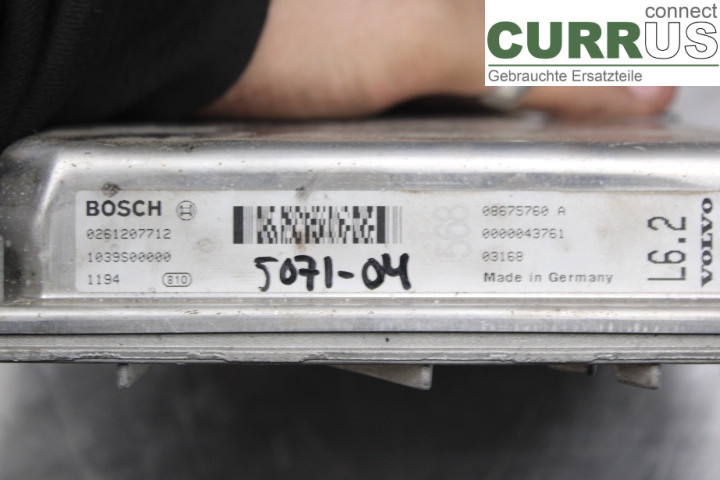 connect
CURRUS
Gebrauchte Ersatzteile
BOSCH
0261207712
1039S00000
1194 810
5071-04
08675760 A
0000043761
03168
Made in Germany
L6.2
VOLVO